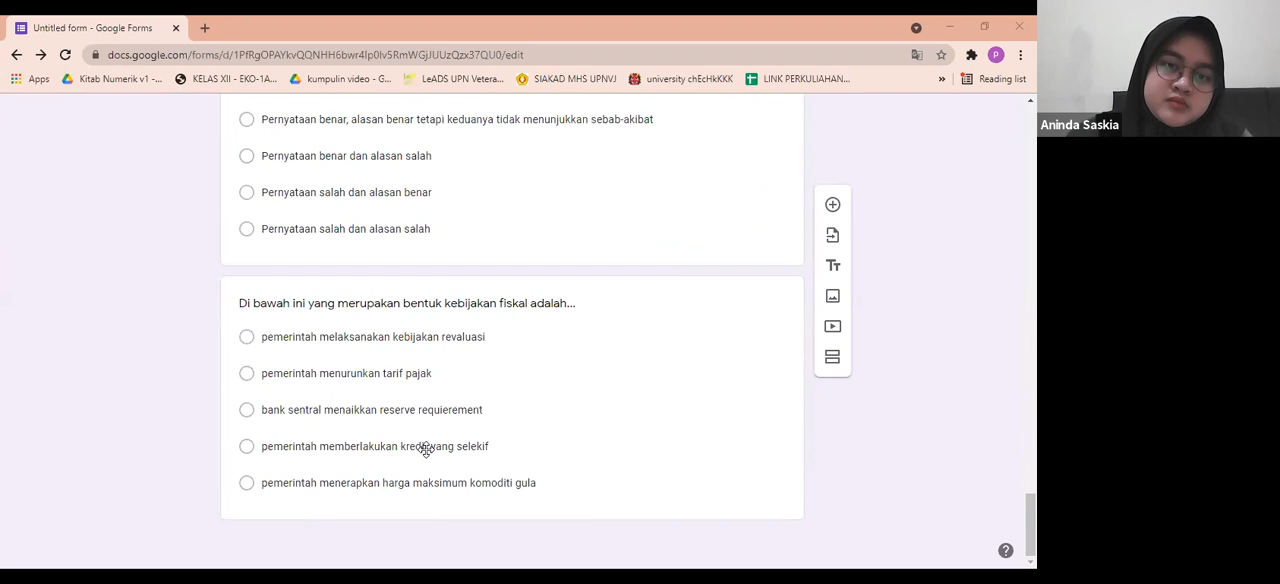 Untitled form - Google Forms
docs.google.com/forms/d/1PfRgOPAYkvQQNHH6bwr4lp0lv5RmWGjJUUzQzx37QU0/edit
P
Apps
Kitab Numerik v1 -...
KELAS XII - EKO-1A...
kumpulin video - G...
LeADS UPN Vetera...
SIAKAD MHS UPNVJ
university chEcHkKKK
LINK PERKULIAHAN...
Reading list
Aninda Saskia
Pernyataan benar, alasan benar tetapi keduanya tidak menunjukkan sebab-akibat
Pernyataan benar dan alasan salah
Pernyataan salah dan alasan benar
Pernyataan salah dan alasan salah
Di bawah ini yang merupakan bentuk kebijakan fiskal adalah...
pemerintah melaksanakan kebijakan revaluasi
pemerintah menurunkan tarif pajak
bank sentral menaikkan reserve requierement
pemerintah memberlakukan kredit yang selekif
pemerintah menerapkan harga maksimum komoditi gula